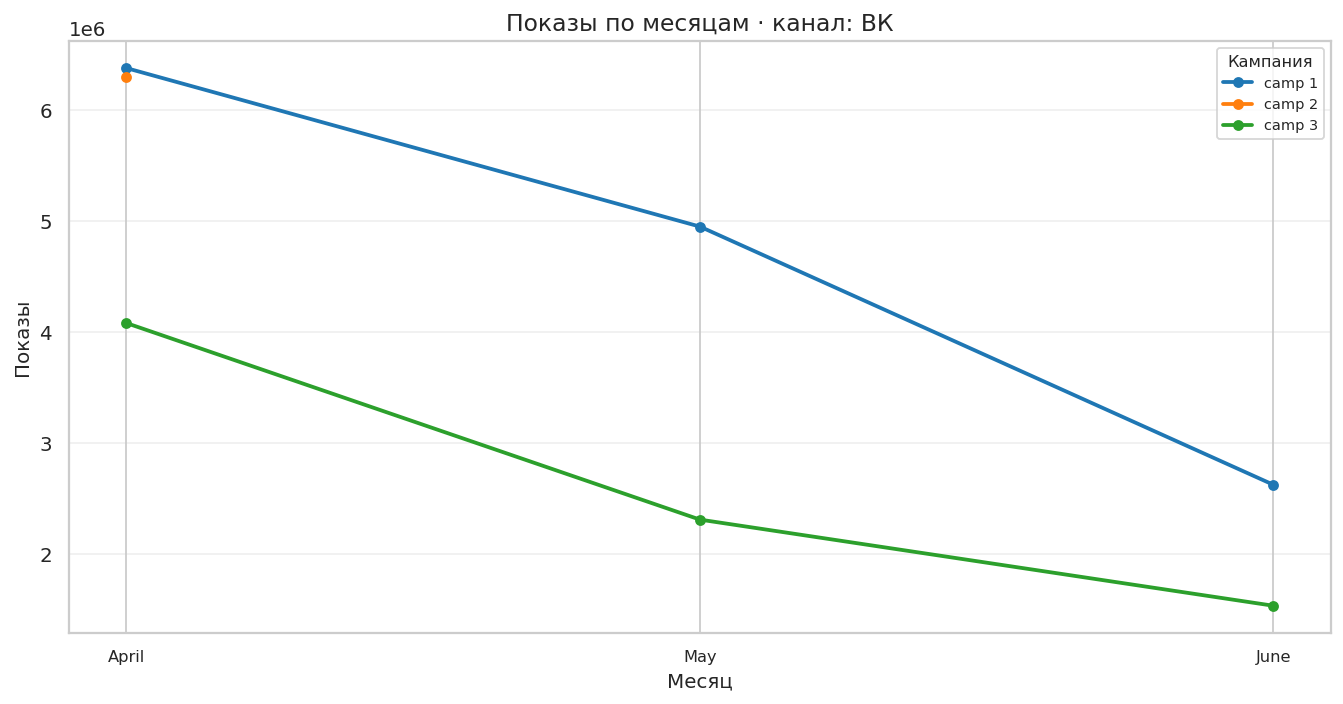 Показы по месяцам · канал: ВК
1e6
Кампания
camp 1
camp 2
camp 3
6
5
4
3
2
Показы
April
May
June
Месяц